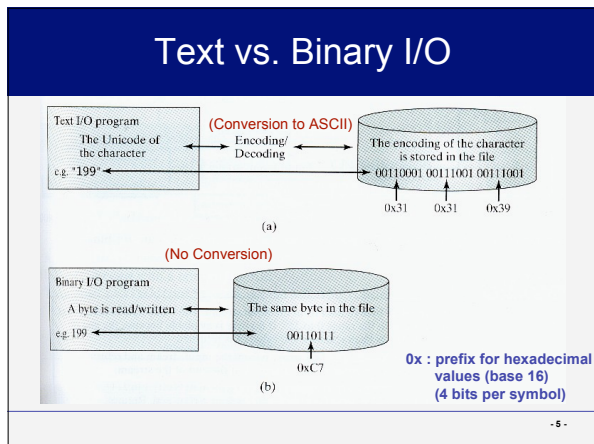 Text vs. Binary I/O
Text I/O program
The Unicode of
the character
e.g. "199"
(Conversion to ASCII)
Encoding/
Decoding
The encoding of the character
is stored in the file
00110001 00111001 00111001
0x31 0x31 0x39
(a)
(No Conversion)
Binary I/O program
A byte is read/written
e.g. 199
The same byte in the file
00110111
0xC7
(b)
0x : prefix for hexadecimal
values (base 16)
(4 bits per symbol)
- 5 -